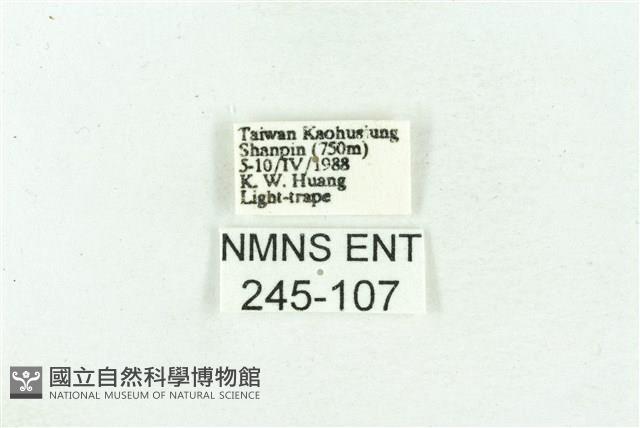 Taiwan Kaohusiung
Shanpin (750m)
5-10/IV/1988
K. W. Huang
Light-trape
NMNS ENT
245-107
國立自然科學博物館
NATIONAL MUSEUM OF NATURAL SCIENCE